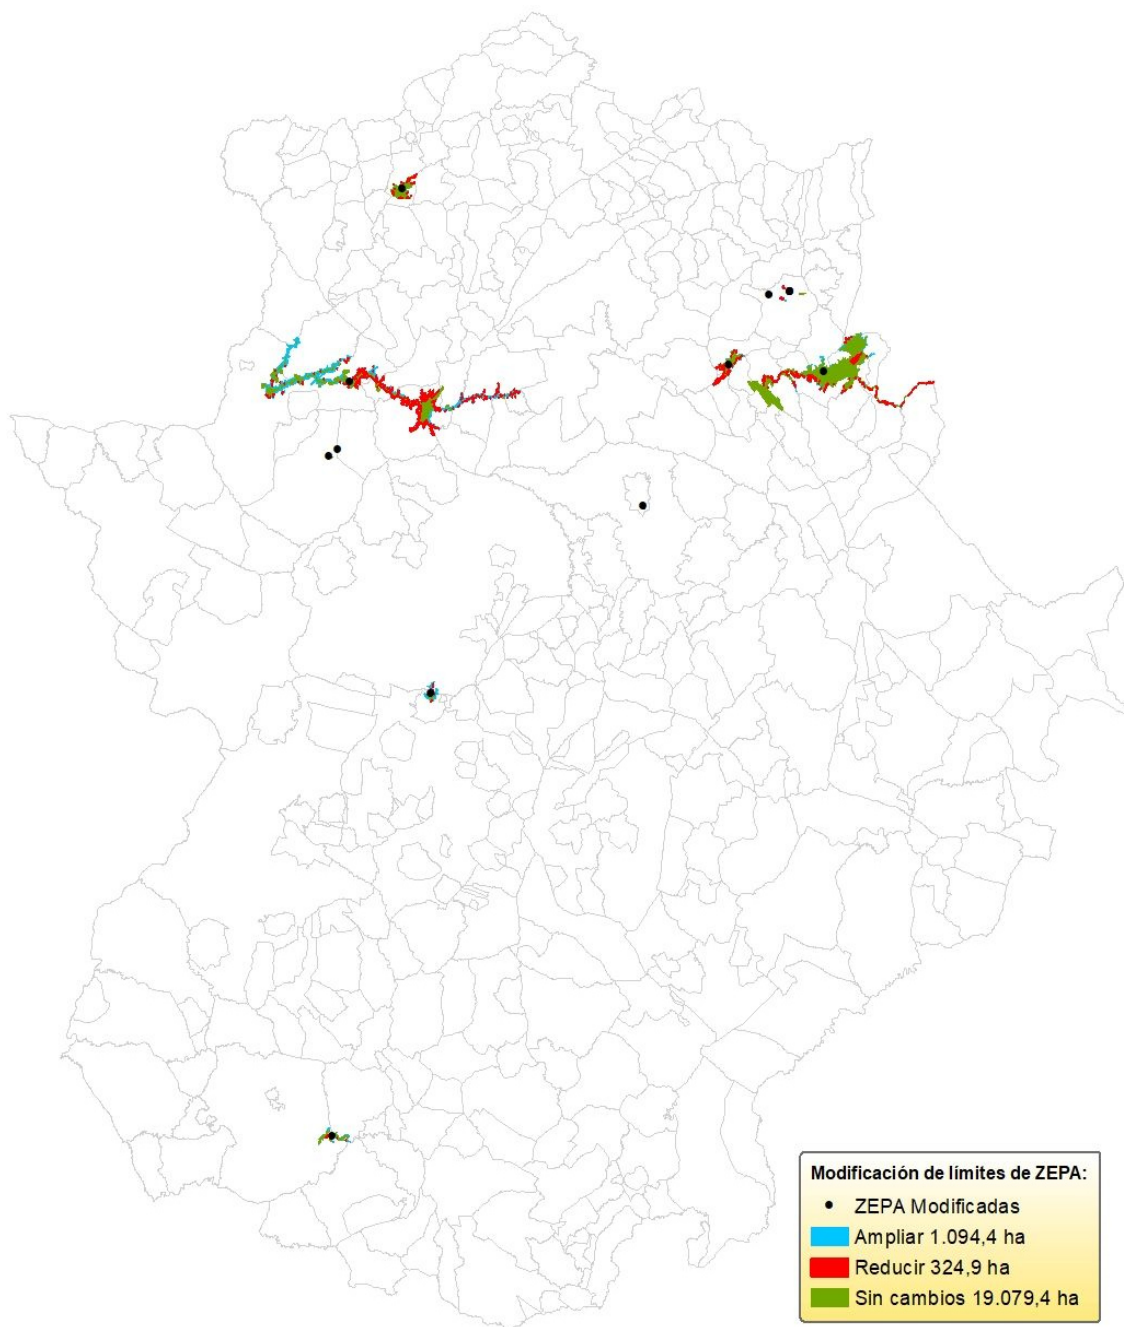 Modificación de límites de ZEPA:
ZEPA Modificadas
Ampliar 1.094,4 ha
Reducir 324,9 ha
Sin cambios 19.079,4 ha